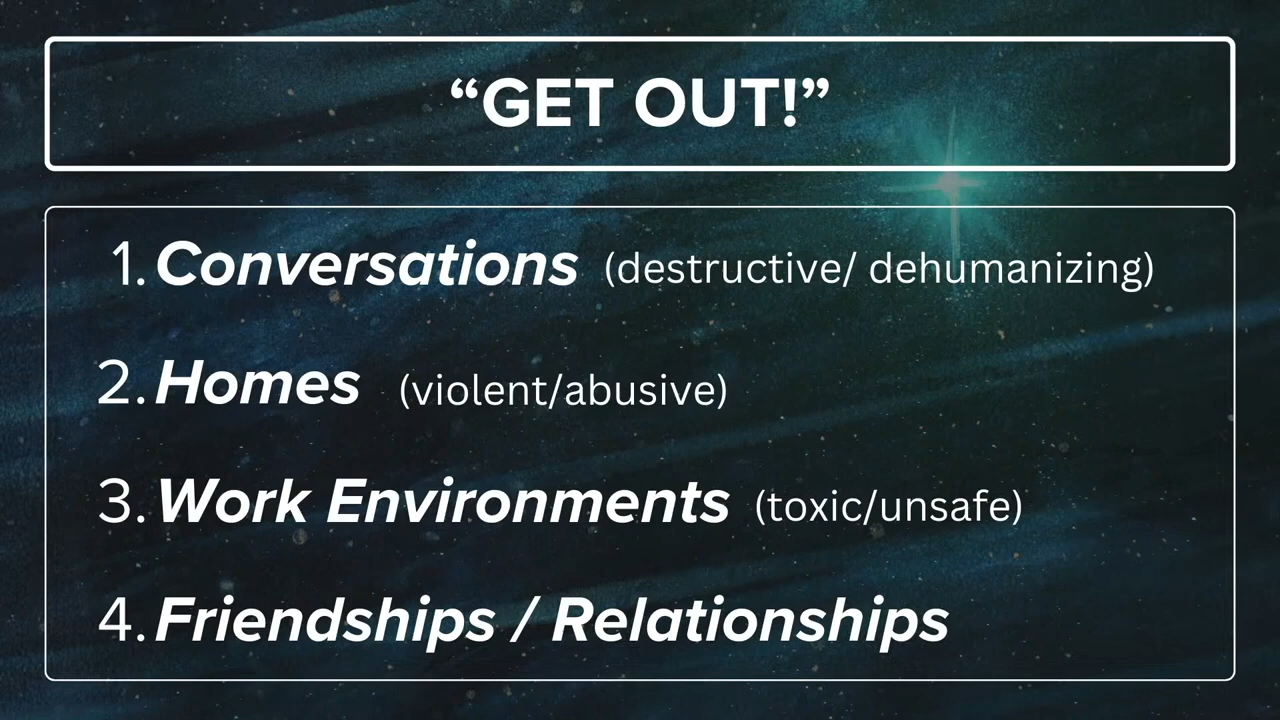 “GET OUT!”
1. Conversations (destructive/ dehumanizing)
2. Homes (violent/abusive)
3. Work Environments (toxic/unsafe)
4. Friendships / Relationships